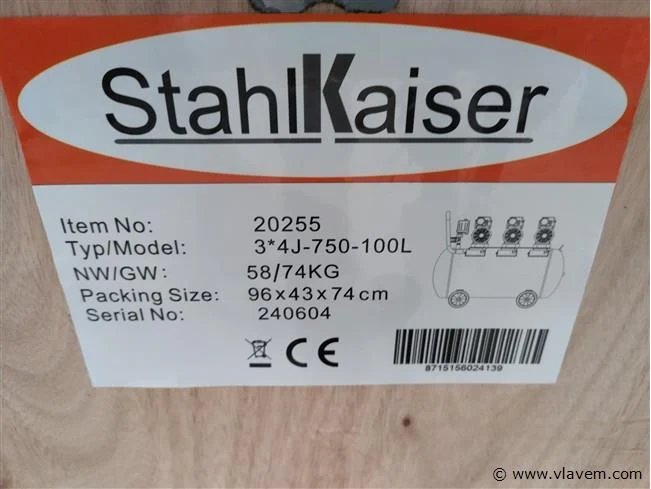 StahlKaiser
Item No: 20255
Typ/Model: 3*4J-750-100L
NW/GW: 58/74KG
Packing Size: 96x43x74cm
Serial No: 240604
CE
8715156024139
© www.vlavem.com